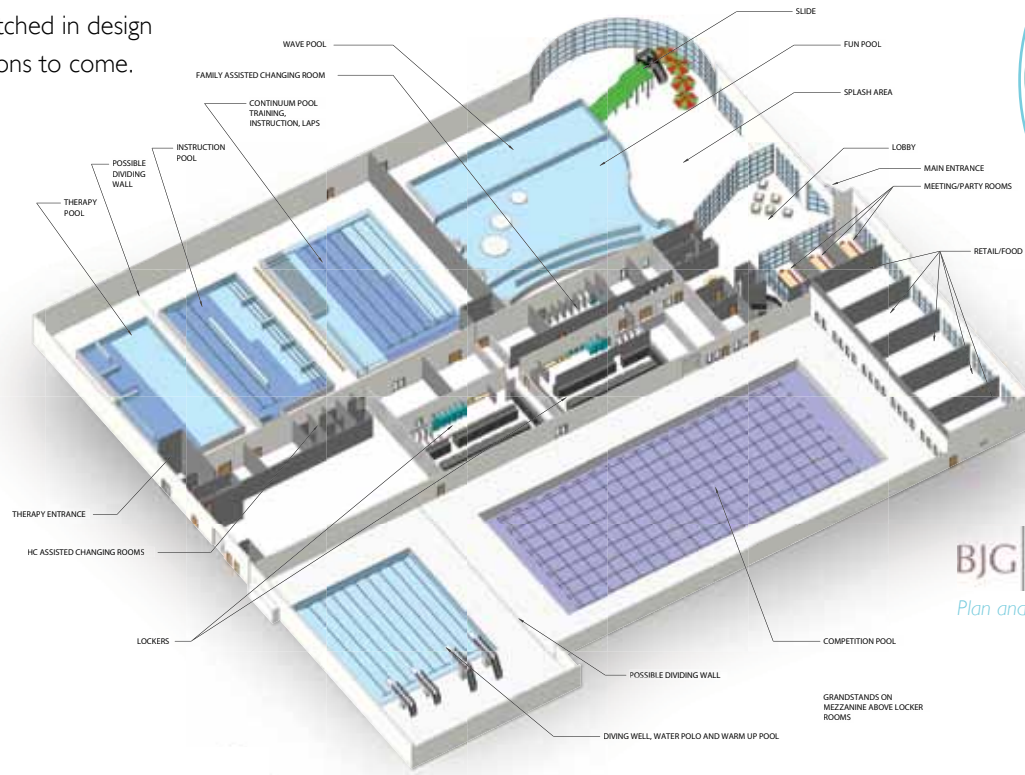 tched in design
ons to come.
SLIDE
WAVE POOL
FUN POOL
FAMILY ASSISTED CHANGING ROOM
SPLASH AREA
CONTINUUM POOL
TRAINING,
INSTRUCTION, LAPS
INSTRUCTION
POOL
LOBBY
POSSIBLE
DIVIDING
WALL
MAIN ENTRANCE
MEETING/PARTY ROOMS
THERAPY
POOL
RETAIL/FOOD
THERAPY ENTRANCE
HC ASSISTED CHANGING ROOMS
BJG
Plan and
LOCKERS
COMPETITION POOL
POSSIBLE DIVIDING WALL
GRANDSTANDS ON
MEZZANINE ABOVE LOCKER
ROOMS
DIVING WELL, WATER POLO AND WARM UP POOL